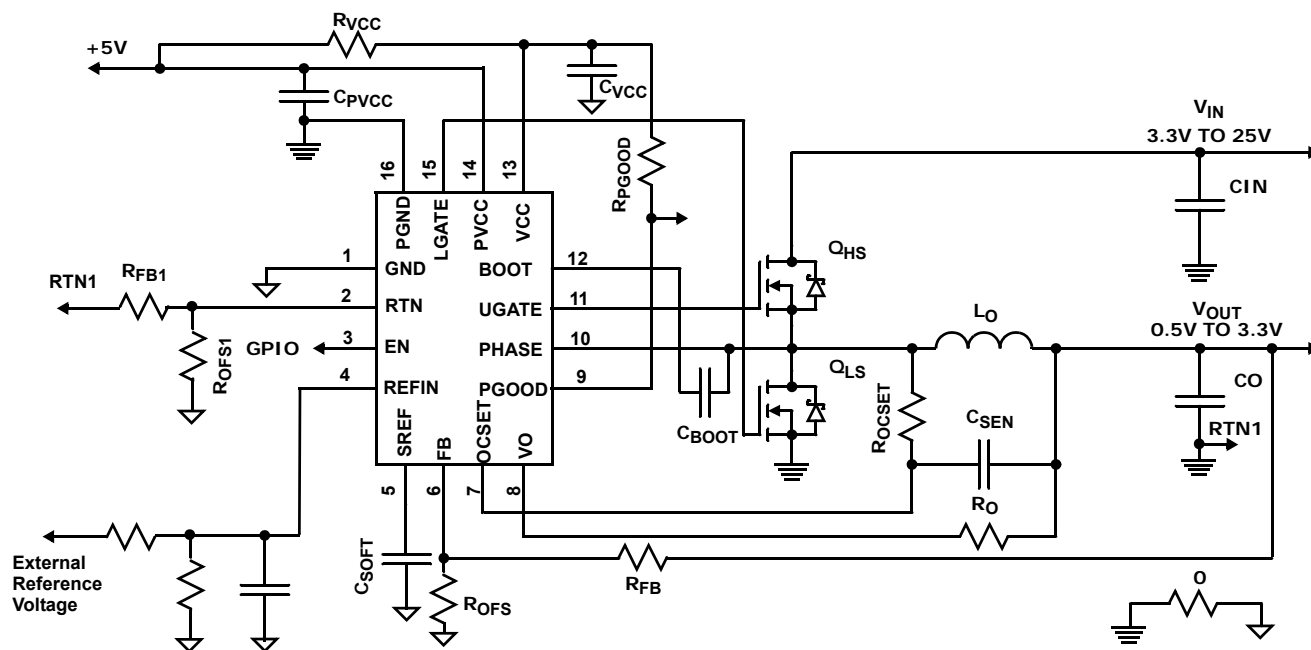 RVCC
+5V
CPVCC
CVCC
VIN
3.3V TO 25V
CIN
RPGOOD
16
15
14
13
PGND
LGATE
PVCC
VCC
1
GND
RTN1
RFB1
2
RTN
ROFS1
GPIO
3
EN
4
REFIN
BOOT
12
UGATE
11
PHASE
10
PGOOD
9
SREF
FB
OCSET
VO
5
6
7
8
QHS
QLS
CBOOT
LO
VOUT
0.5V TO 3.3V
CO
RTN1
ROCSET
CSEN
RO
CSOFT
ROFS
RFB
External
Reference
Voltage
0